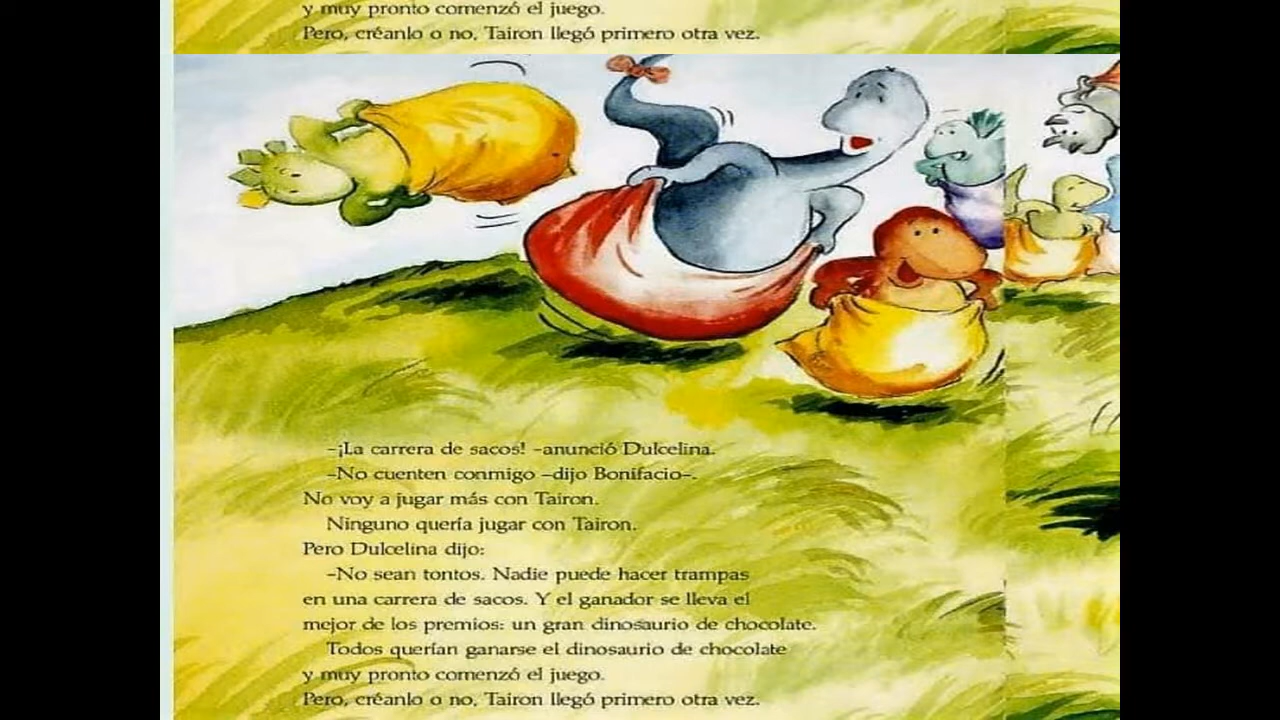 y muy pronto comenzó el juego.
Pero, créanlo o no, Tairon llegó primero otra vez.
-¡La carrera de sacos! -anunció Dulcelina.
-No cuenten conmigo -dijo Bonifacio-.
No voy a jugar más con Tairon.
Ninguno quería jugar con Tairon.
Pero Dulcelina dijo:
-No sean tontos. Nadie puede hacer trampas
en una carrera de sacos. Y el ganador se lleva el
mejor de los premios: un gran dinosaurio de chocolate.
Todos querían ganarse el dinosaurio de chocolate
y muy pronto comenzó el juego.
Pero, créanlo o no, Tairon llegó primero otra vez.